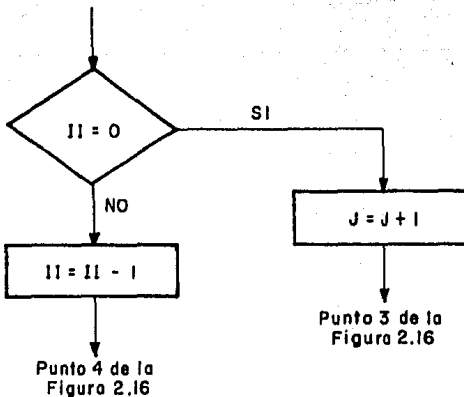 II = 0
SI
NO
J = J + 1
II = II - 1
Punto 3 de la
Figura 2.16
Punto 4 de la
Figura 2.16